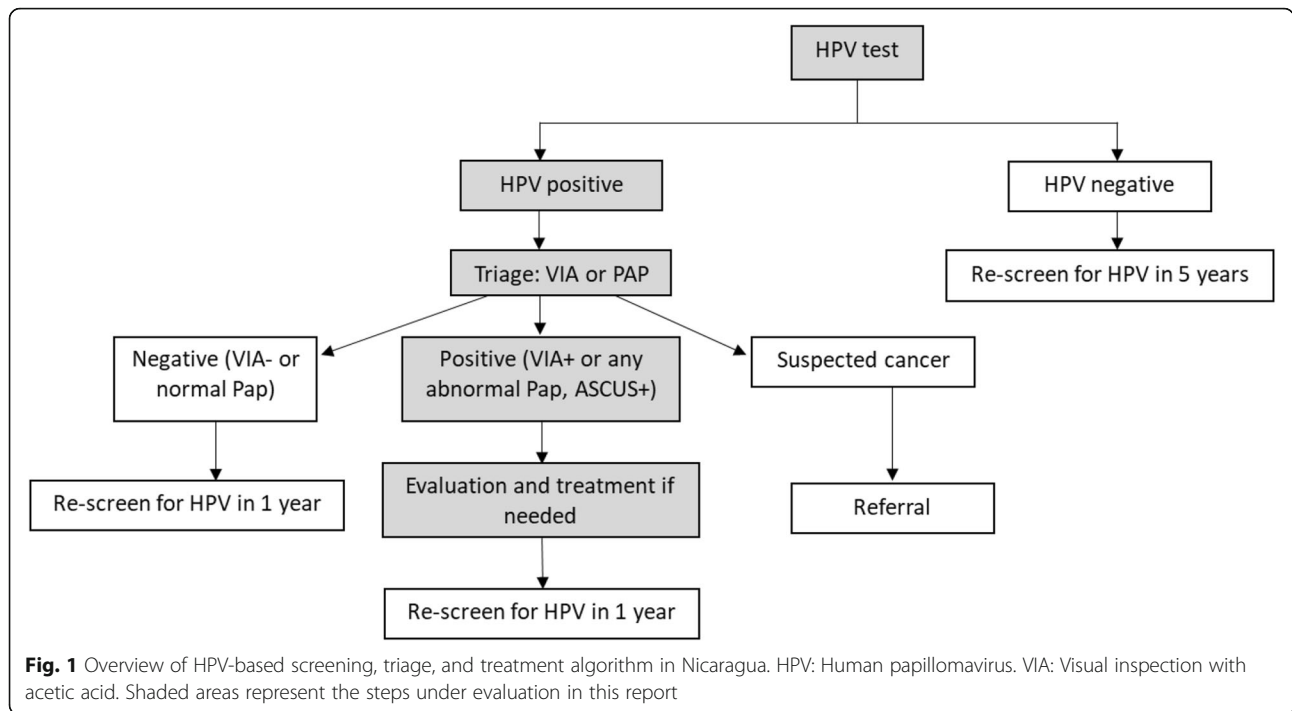 HPV test
HPV positive
HPV negative
Triage: VIA or PAP
Re-screen for HPV in 5 years
Negative (VIA- or
normal Pap)
Positive (VIA+ or any
abnormal Pap, ASCUS+)
Suspected cancer
Re-screen for HPV in 1 year
Evaluation and treatment if
needed
Referral
Re-screen for HPV in 1 year
Fig. 1 Overview of HPV-based screening, triage, and treatment algorithm in Nicaragua. HPV: Human papillomavirus. VIA: Visual inspection with
acetic acid. Shaded areas represent the steps under evaluation in this report